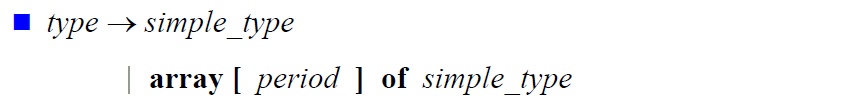 ■ type → simple_type
| array [ period ] of simple_type